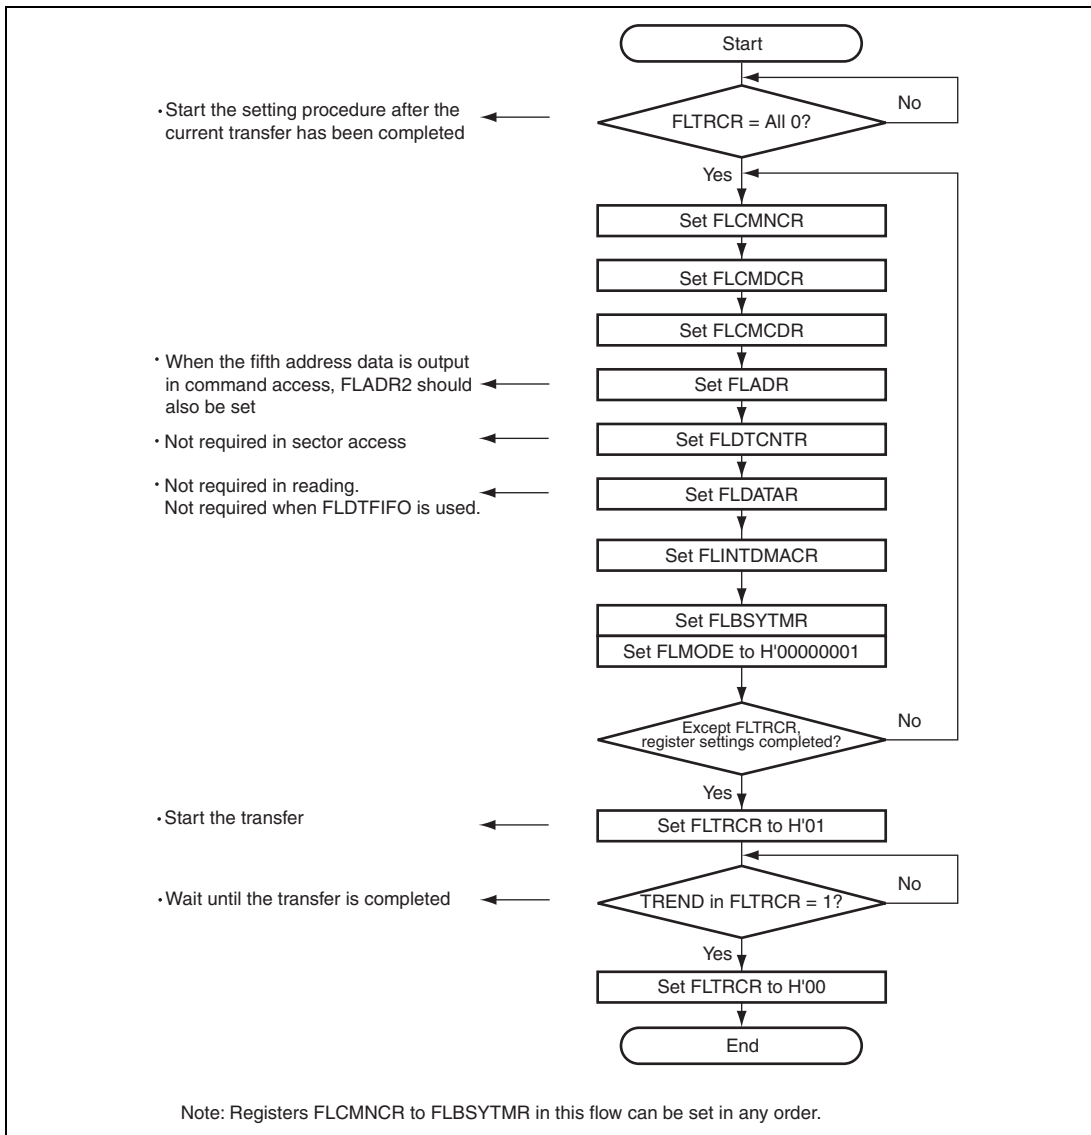 Start
No
FLTRCR = All 0?
• Start the setting procedure after the
current transfer has been completed
Yes
Set FLCMNCR
Set FLCMDCR
Set FLCMCDR
• When the fifth address data is output
in command access, FLADR2 should
also be set
Set FLADR
• Not required in sector access
Set FLDTCNTR
• Not required in reading.
Not required when FLDTFIFO is used.
Set FLDATAR
Set FLINTDMACR
Set FLBSYTMR
Set FLMODE to H'00000001
Except FLTRCR,
register settings completed?
No
Yes
• Start the transfer
Set FLTRCR to H'01
No
• Wait until the transfer is completed
TREND in FLTRCR = 1?
Yes
Set FLTRCR to H'00
End
Note: Registers FLCMNCR to FLBSYTMR in this flow can be set in any order.